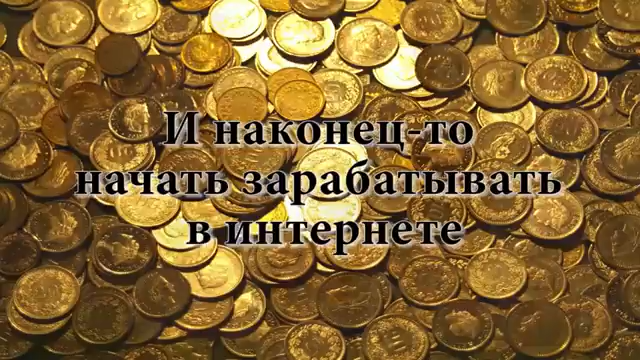 И наконец-то
начать зарабатывать
в интернете